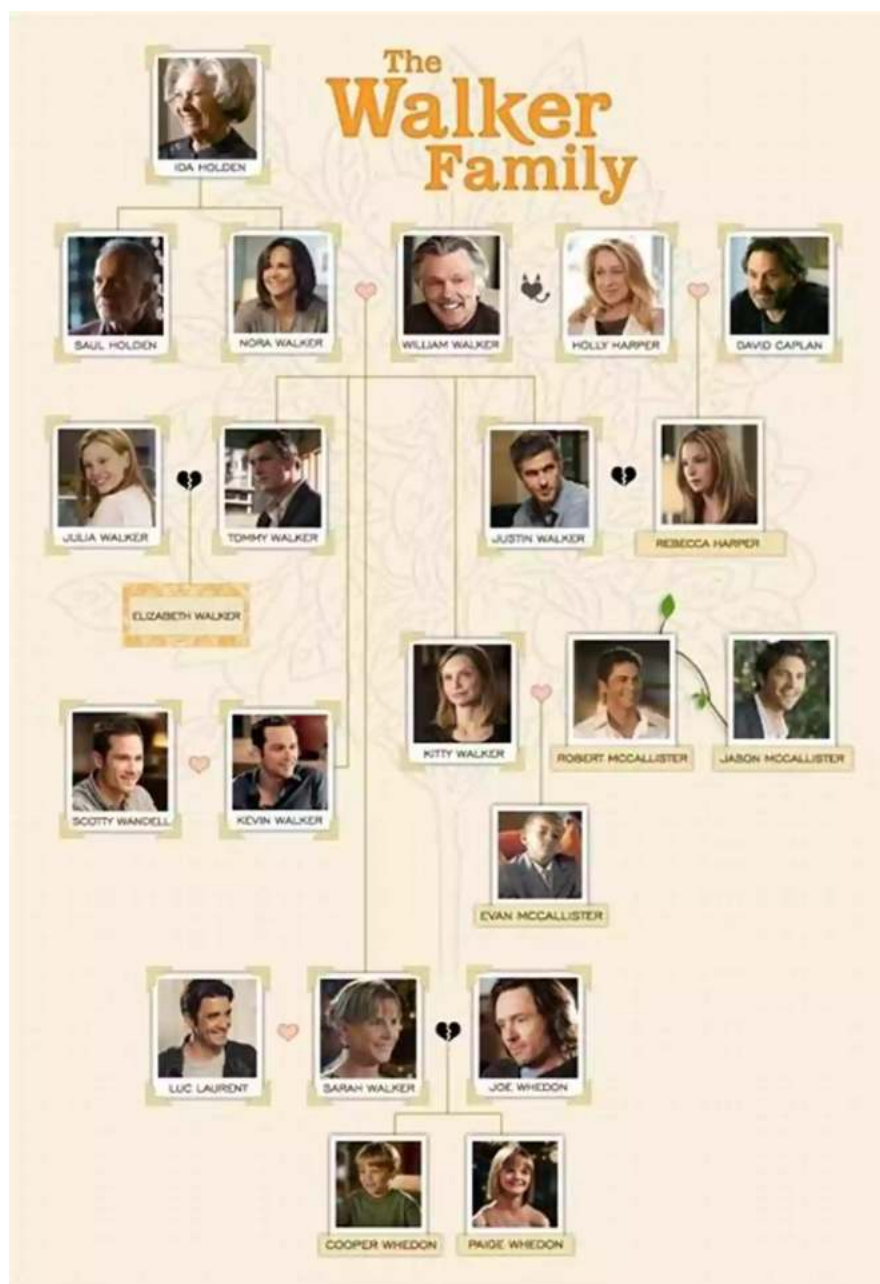 The
Walker
Family
IDA HOLDEN
SAUL HOLDEN
NORA WALKER
WILLIAM WALKER
HOLLY HARPER
DAVID CAPLAN
JULIA WALKER
TOMMY WALKER
JUSTIN WALKER
REBECCA HARPER
ELIZABETH WALKER
KITTY WALKER
ROBERT MCCALLISTER
JASON MCCALLISTER
SCOTTY WANDELL
KEVIN WALKER
EVAN MCCALLISTER
LUC LAURENT
SARAH WALKER
JOE WHEDON
COOPER WHEDON
PAIGE WHEDON